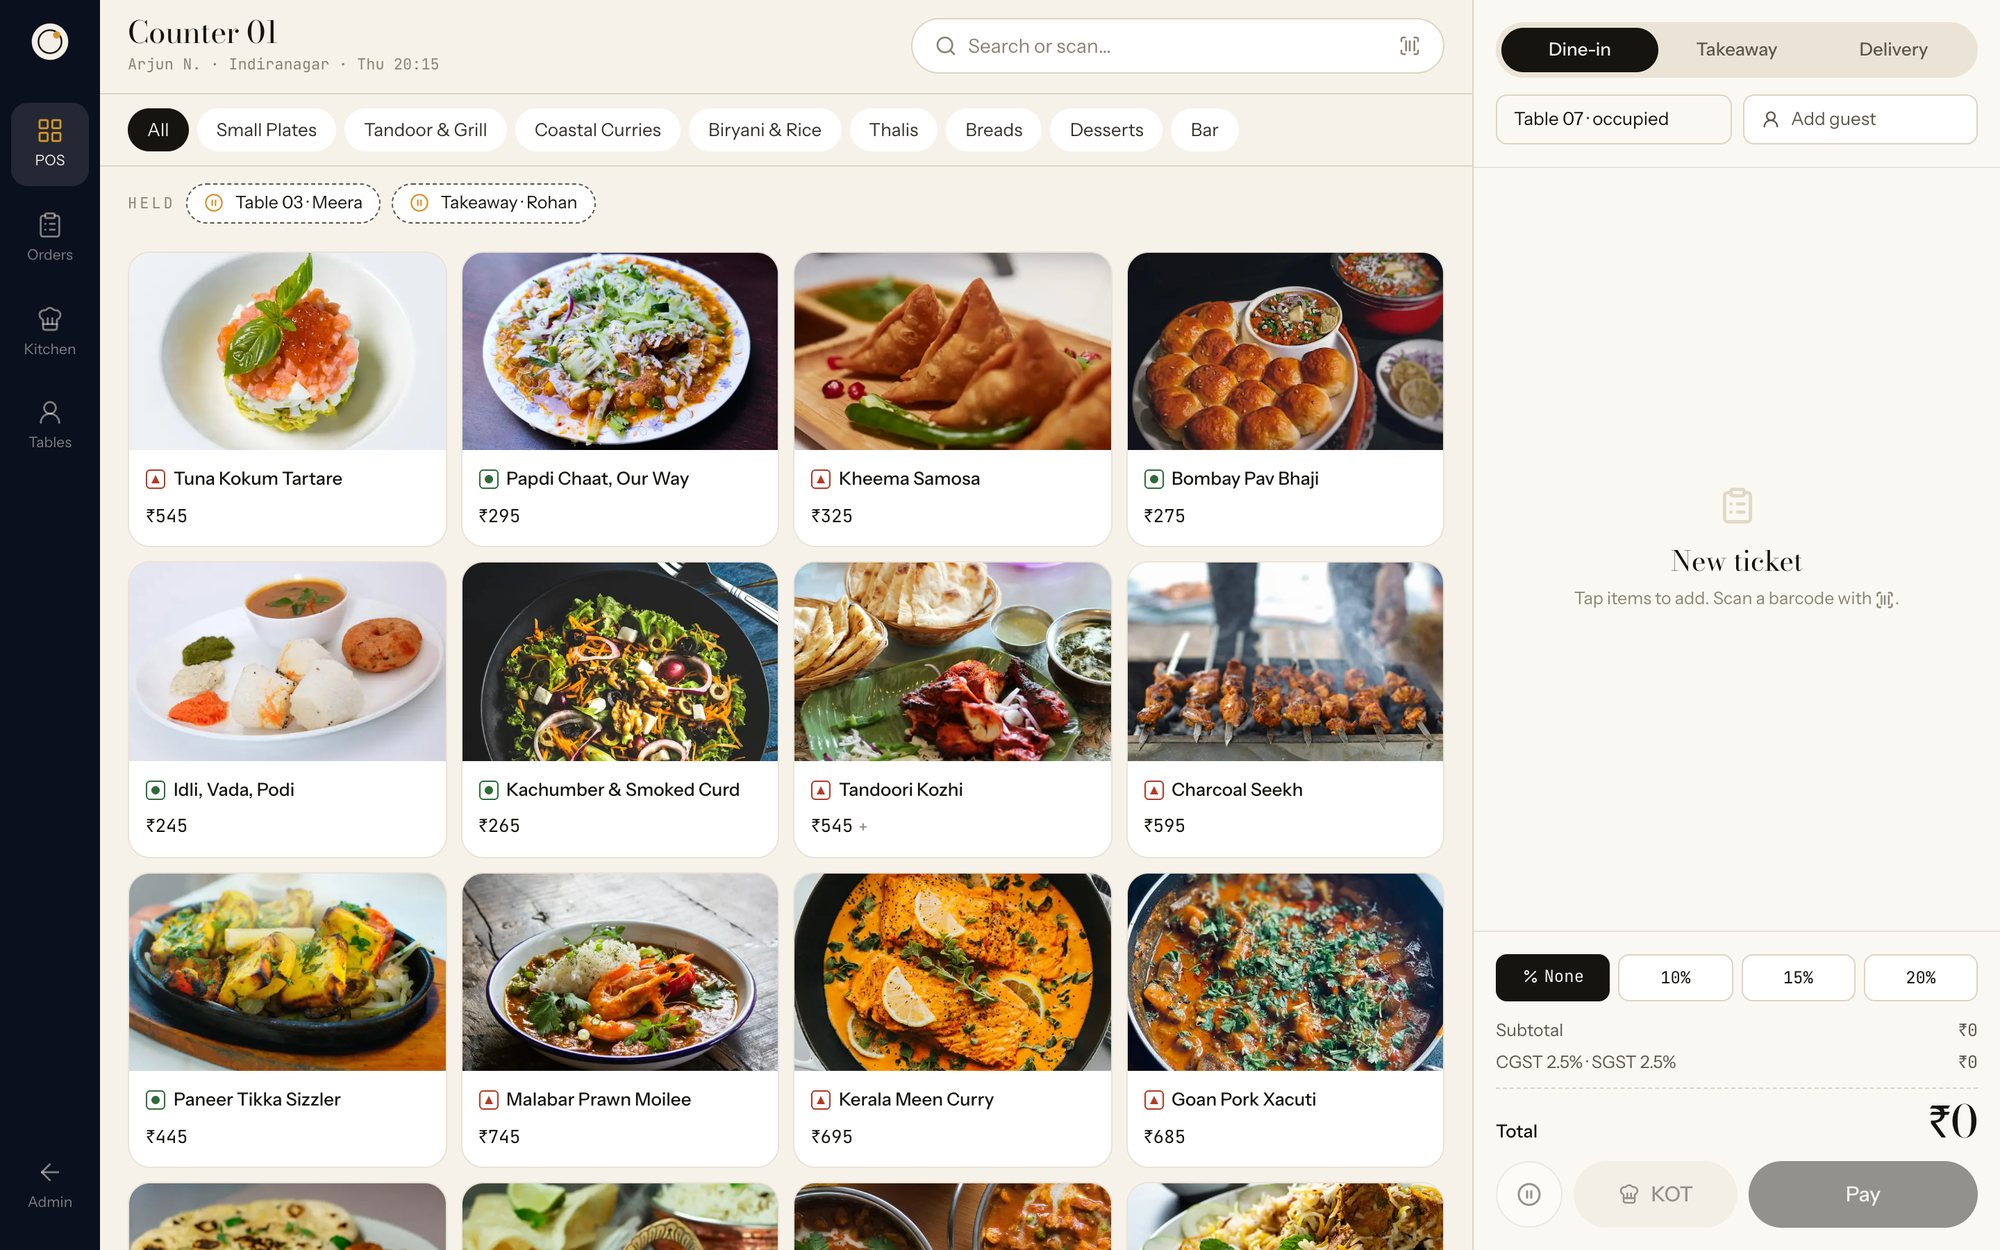 POS
Orders
Kitchen
Tables
Admin
Counter 01
Arjun N. · Indiranagar · Thu 20:15
Search or scan...
All
Small Plates
Tandoor & Grill
Coastal Curries
Biryani & Rice
Thalis
Breads
Desserts
Bar
HELD
Table 03 · Meera
Takeaway · Rohan
Tuna Kokum Tartare
₹545
Papdi Chaat, Our Way
₹295
Kheema Samosa
₹325
Bombay Pav Bhaji
₹275
Idli, Vada, Podi
₹245
Kachumber & Smoked Curd
₹265
Tandoori Kozhi
₹545 +
Charcoal Seekh
₹595
Paneer Tikka Sizzler
₹445
Malabar Prawn Moilee
₹745
Kerala Meen Curry
₹695
Goan Pork Xacuti
₹685
Dine-in
Takeaway
Delivery
Table 07 · occupied
Add guest
New ticket
Tap items to add. Scan a barcode with .
% None
10%
15%
20%
Subtotal
₹0
CGST 2.5% · SGST 2.5%
₹0
Total
₹0
KOT
Pay